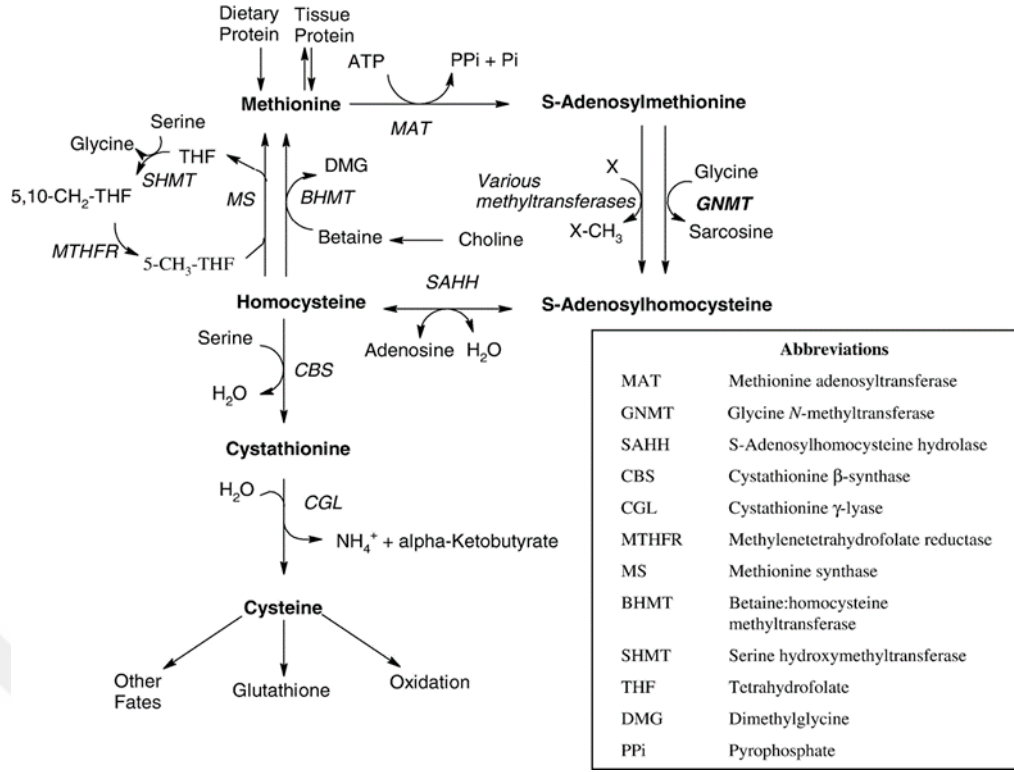 Dietary
Protein
Tissue
Protein
ATP
PPi + Pi
Methionine
MAT
S-Adenosylmethionine
Serine
Glycine
THF
SHMT
5,10-CH₂-THF
MTHFR
5-CH₃-THF
MS
DMG
BHMT
Betaine
Choline
Various
methyltransferases
X
X-CH₃
Glycine
GNMT
Sarcosine
Homocysteine
SAHH
S-Adenosylhomocysteine
Adenosine
H₂O
Serine
CBS
H₂O
Cystathionine
H₂O
CGL
NH₄⁺ + alpha-Ketobutyrate
Cysteine
Other
Fates
Glutathione
Oxidation
Abbreviations
MAT Methionine adenosyltransferase
GNMT Glycine N-methyltransferase
SAHH S-Adenosylhomocysteine hydrolase
CBS Cystathionine β-synthase
CGL Cystathionine γ-lyase
MTHFR Methylenetetrahydrofolate reductase
MS Methionine synthase
BHMT Betaine:homocysteine
methyltransferase
SHMT Serine hydroxymethyltransferase
THF Tetrahydrofolate
DMG Dimethylglycine
PPi Pyrophosphate